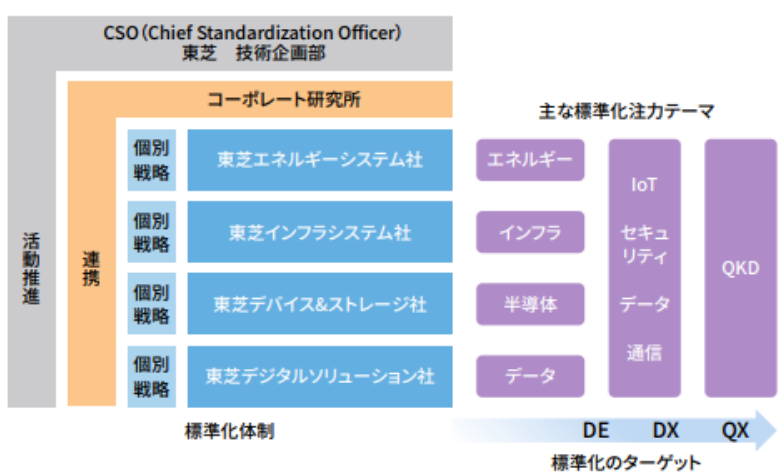 CSO(Chief Standardization Officer)
東芝　技術企画部
コーポレート研究所
主な標準化注力テーマ
活動推進
連携
個別
戦略
東芝エネルギーシステム社
エネルギー
個別
戦略
東芝インフラシステム社
インフラ
個別
戦略
東芝デバイス&ストレージ社
半導体
個別
戦略
東芝デジタルソリューション社
データ
IoT
セキュ
リティ
データ
通信
QKD
標準化体制
DE
DX
QX
標準化のターゲット